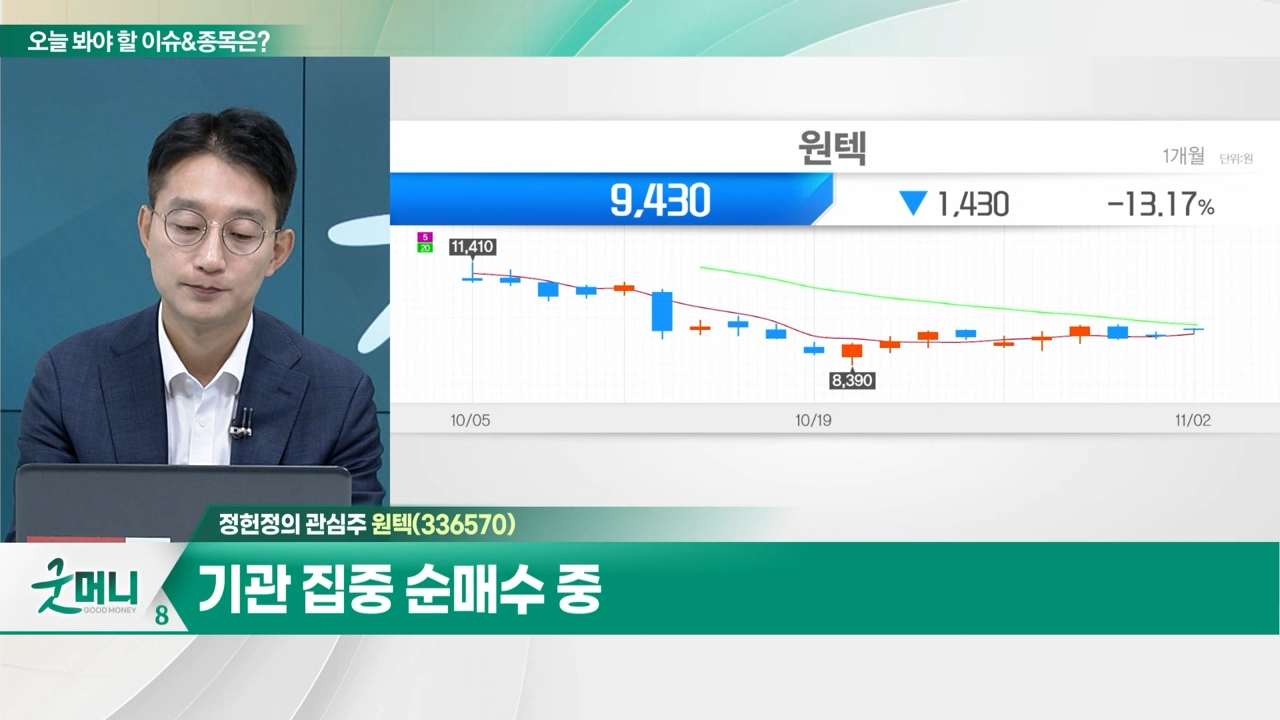 오늘 봐야 할 이슈&종목은?
원텍
1개월 단위:원
9,430 ▼ 1,430 -13.17%
5
20
11,410
8,390
10/05 10/19 11/02
정헌정의 관심주 원텍(336570)
굿머니
GOOD MONEY
8
기관 집중 순매수 중